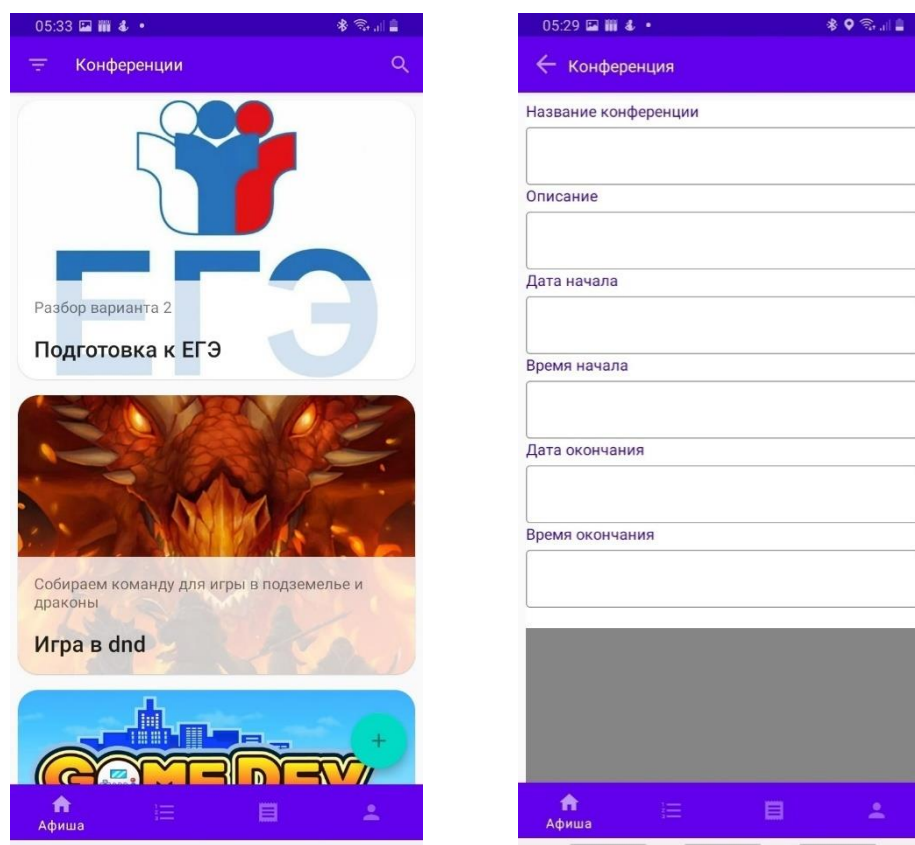 05:33
Конференции
ЕГЭ
Разбор варианта 2
Подготовка к ЕГЭ
Собираем команду для игры в подземелье и
драконы
Игра в dnd
GAME DEV
Афиша
05:29
Конференция
Название конференции
Описание
Дата начала
Время начала
Дата окончания
Время окончания
Афиша